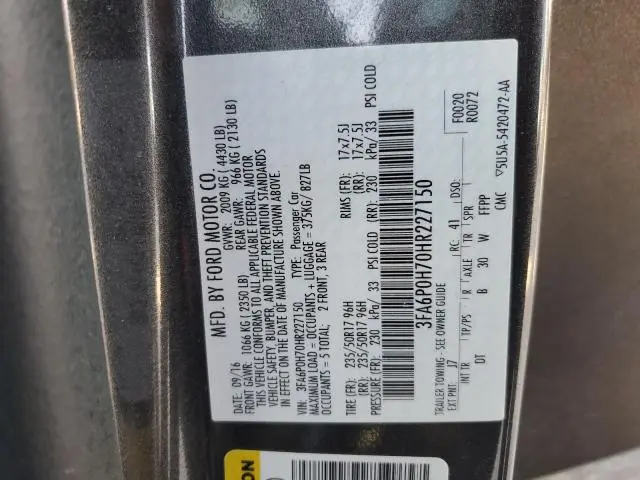 MFD. BY FORD MOTOR CO.
DATE: 09/16 GVWR: 2009 KG ( 4430 LB)
FRONT GAWR: 1066 KG ( 2350 LB) REAR GAWR: 966 KG ( 2130 LB)
THIS VEHICLE CONFORMS TO ALL APPLICABLE FEDERAL MOTOR
VEHICLE SAFETY, BUMPER, AND THEFT PREVENTION STANDARDS
IN EFFECT ON THE DATE OF MANUFACTURE SHOWN ABOVE.
VIN: 3FA6P0H70HR227150 TYPE: Passenger Car
MAXIMUM LOAD = OCCUPANTS + LUGGAGE = 375KG/ 827LB
OCCUPANTS = 5 TOTAL; 2 FRONT, 3 REAR
TIRE (FR): 235/50R17 96H RIMS (FR): 17x7.5J
(RR): 235/50R17 96H (RR): 17x7.5J
PRESSURE (FR): 230 kPa/ 33 PSI COLD (RR): 230 kPa/ 33 PSI COLD
3FA6P0H70HR227150
TRAILER TOWING - SEE OWNER GUIDE F0020
EXT PNT: J7 RC: 41 DSO: R0072
INT TR TP/PS R AXLE TR SPR
DT B 30 W FFPP
CMC ▽5U5A-5420472-AA
ON